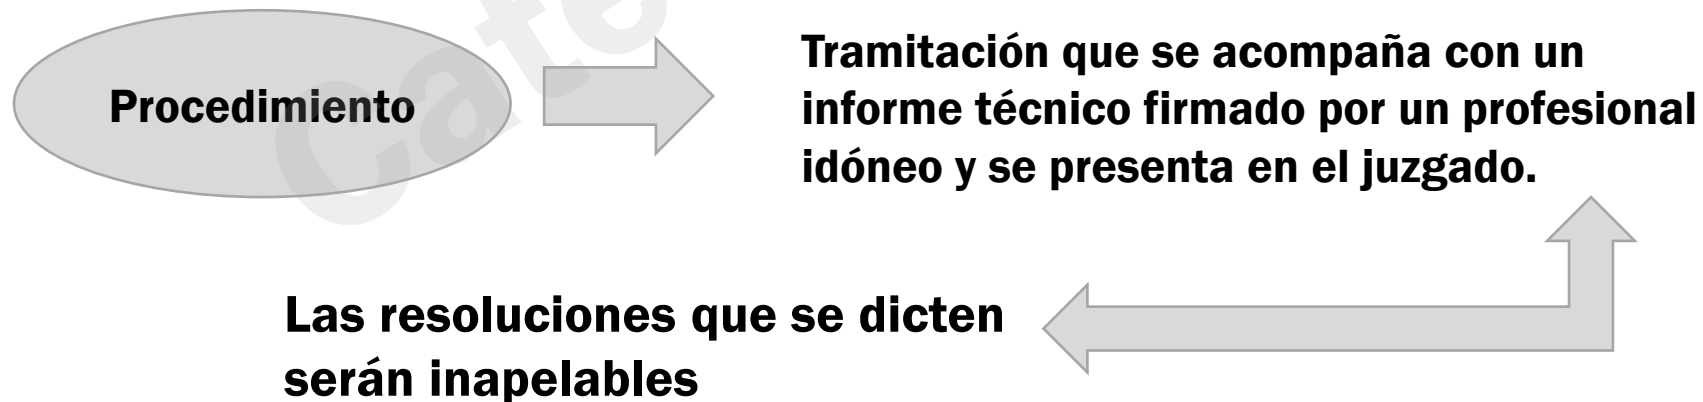 Procedimiento
Tramitación que se acompaña con un
informe técnico firmado por un profesional
idóneo y se presenta en el juzgado.
Las resoluciones que se dicten
serán inapelables